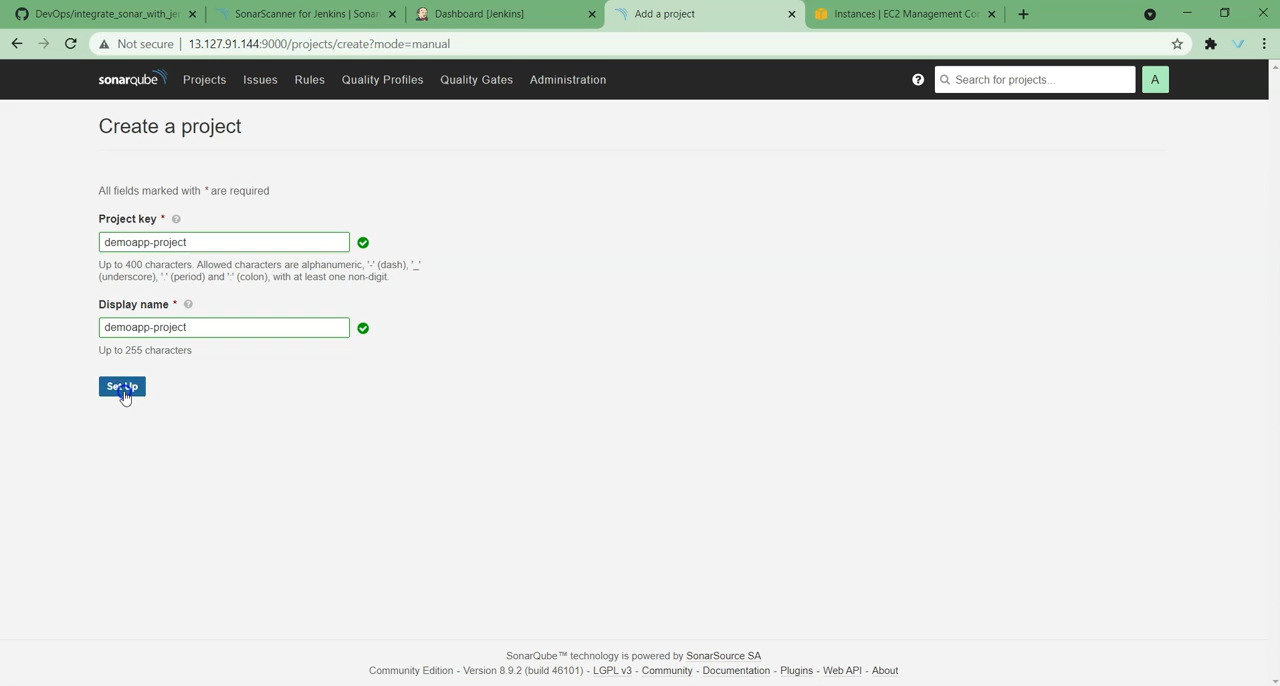 DevOps/integrate_sonar_with_jer
SonarScanner for Jenkins | Sonar
Dashboard [Jenkins]
Add a project
Instances | EC2 Management Con
Not secure
13.127.91.144:9000/projects/create?mode=manual
sonarqube
Projects
Issues
Rules
Quality Profiles
Quality Gates
Administration
Search for projects...
A
Create a project
All fields marked with * are required
Project key *
demoapp-project
Up to 400 characters. Allowed characters are alphanumeric, '-' (dash), '_'
(underscore), '.' (period) and ':' (colon), with at least one non-digit.
Display name *
demoapp-project
Up to 255 characters
Set Up
SonarQube™ technology is powered by SonarSource SA
Community Edition - Version 8.9.2 (build 46101) - LGPL v3 - Community - Documentation - Plugins - Web API - About